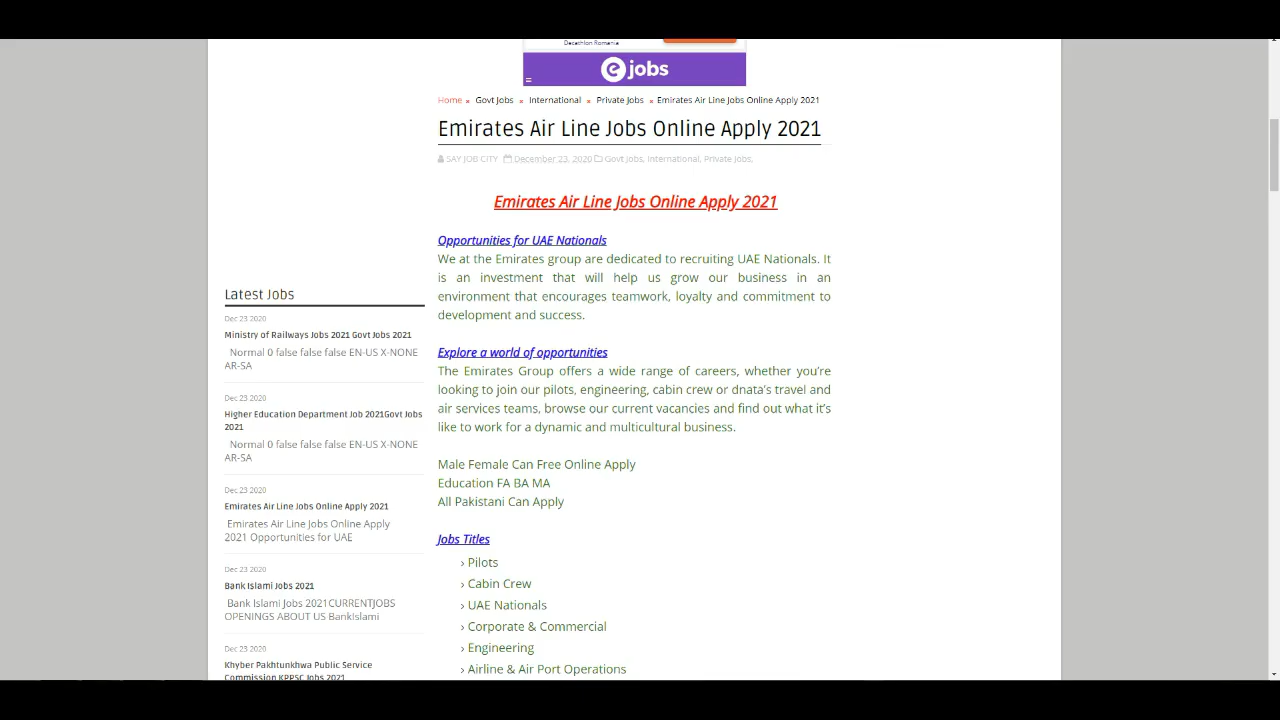 Decathlon Romania
e jobs
Home » Govt Jobs » International » Private Jobs » Emirates Air Line Jobs Online Apply 2021
Emirates Air Line Jobs Online Apply 2021
SAY JOB CITY December 23, 2020 Govt Jobs, International, Private Jobs,
Emirates Air Line Jobs Online Apply 2021
Opportunities for UAE Nationals
We at the Emirates group are dedicated to recruiting UAE Nationals. It
is an investment that will help us grow our business in an
environment that encourages teamwork, loyalty and commitment to
development and success.
Explore a world of opportunities
The Emirates Group offers a wide range of careers, whether you’re
looking to join our pilots, engineering, cabin crew or dnata’s travel and
air services teams, browse our current vacancies and find out what it’s
like to work for a dynamic and multicultural business.
Male Female Can Free Online Apply
Education FA BA MA
All Pakistani Can Apply
Jobs Titles
› Pilots
› Cabin Crew
› UAE Nationals
› Corporate & Commercial
› Engineering
› Airline & Air Port Operations
Latest Jobs
Dec 23 2020
Ministry of Railways Jobs 2021 Govt Jobs 2021
Normal 0 false false false EN-US X-NONE
AR-SA
Dec 23 2020
Higher Education Department Job 2021Govt Jobs
2021
Normal 0 false false false EN-US X-NONE
AR-SA
Dec 23 2020
Emirates Air Line Jobs Online Apply 2021
Emirates Air Line Jobs Online Apply
2021 Opportunities for UAE
Dec 23 2020
Bank Islami Jobs 2021
Bank Islami Jobs 2021CURRENTJOBS
OPENINGS ABOUT US BankIslami
Dec 23 2020
Khyber Pakhtunkhwa Public Service
Commission KPPSC Jobs 2021